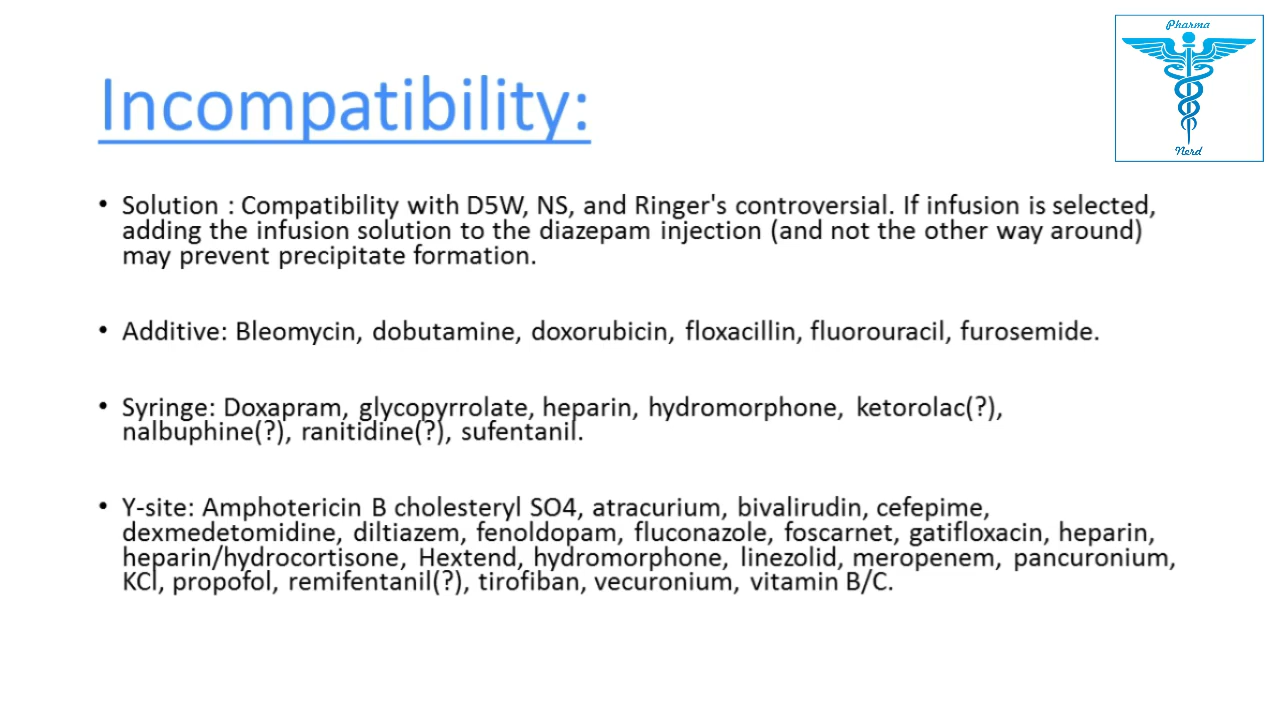 Pharma
Nerd
Incompatibility:
• Solution : Compatibility with D5W, NS, and Ringer's controversial. If infusion is selected,
adding the infusion solution to the diazepam injection (and not the other way around)
may prevent precipitate formation.
• Additive: Bleomycin, dobutamine, doxorubicin, floxacillin, fluorouracil, furosemide.
• Syringe: Doxapram, glycopyrrolate, heparin, hydromorphone, ketorolac(?),
nalbuphine(?), ranitidine(?), sufentanil.
• Y-site: Amphotericin B cholesteryl SO4, atracurium, bivalirudin, cefepime,
dexmedetomidine, diltiazem, fenoldopam, fluconazole, foscarnet, gatifloxacin, heparin,
heparin/hydrocortisone, Hextend, hydromorphone, linezolid, meropenem, pancuronium,
KCl, propofol, remifentanil(?), tirofiban, vecuronium, vitamin B/C.